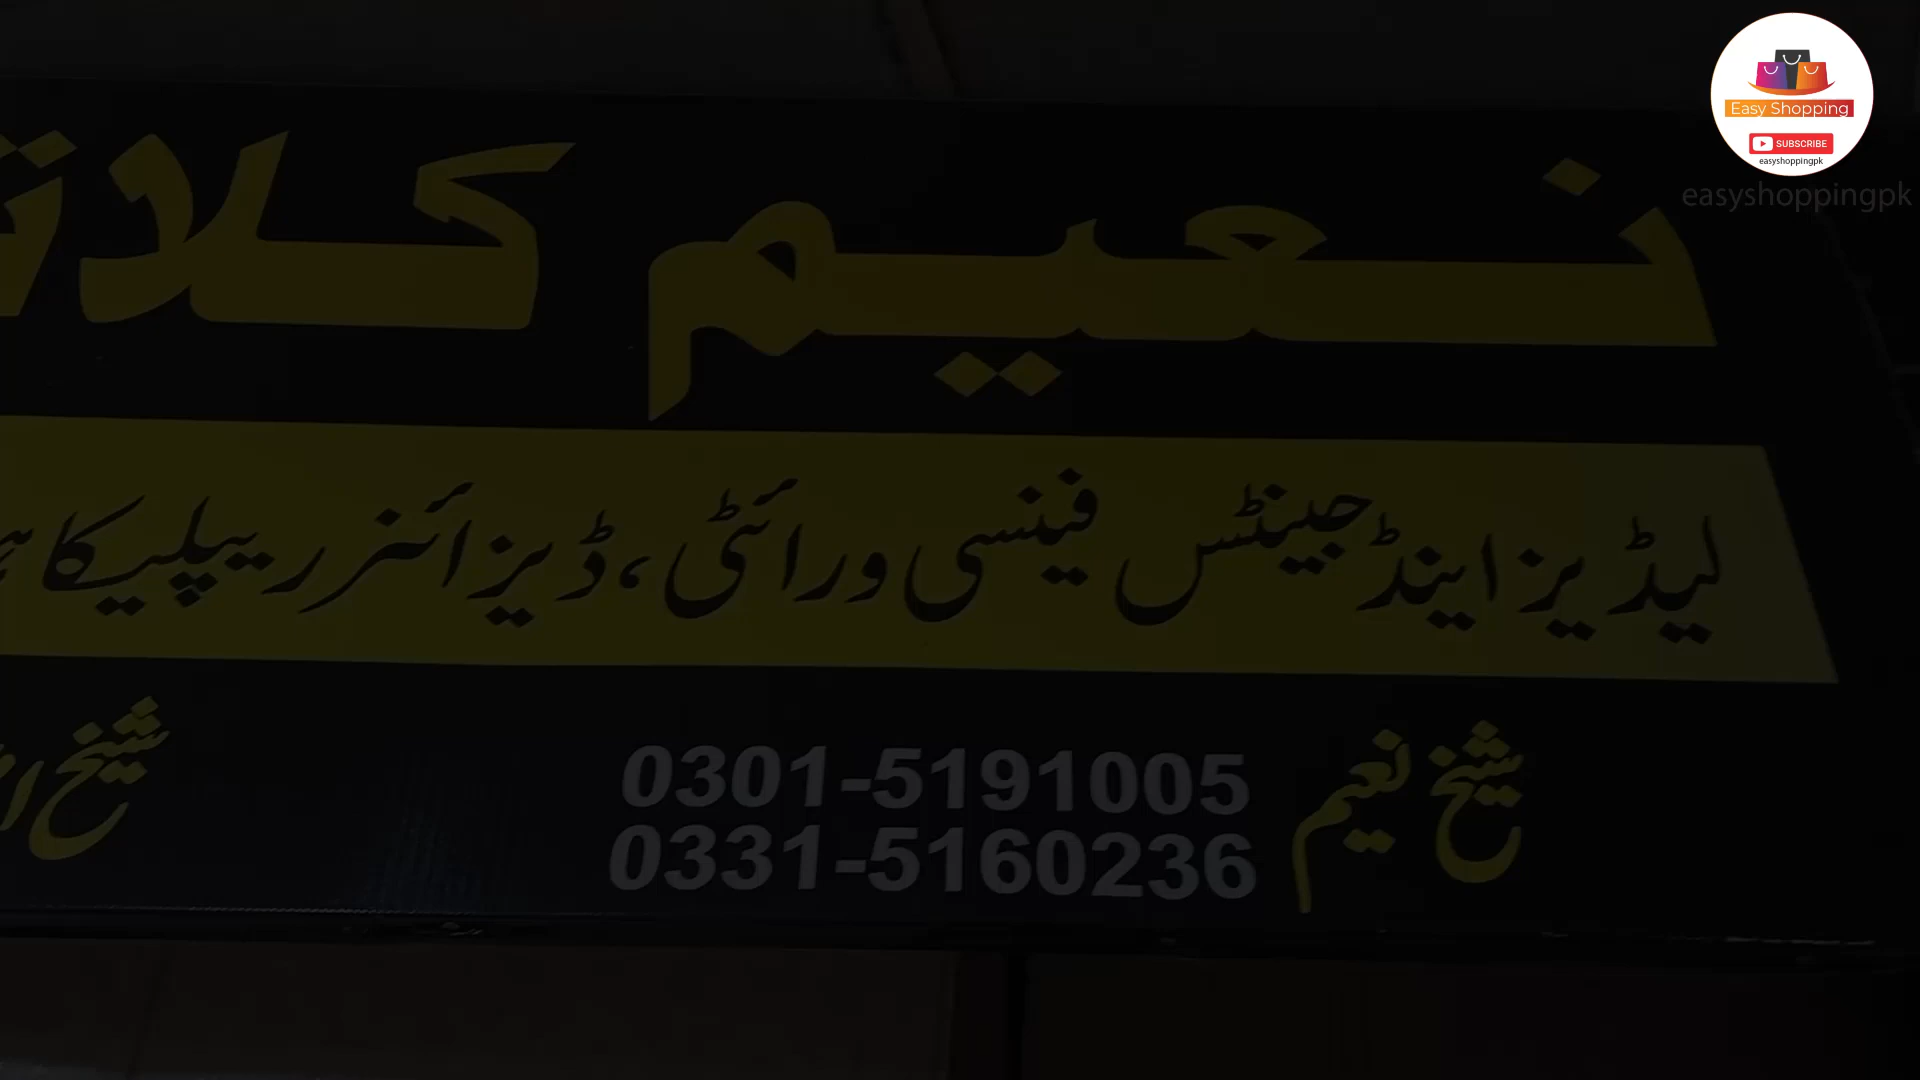 Easy Shopping
SUBSCRIBE
easyshoppingpk
easyshoppingpk
نعیم
لیڈیز اینڈ جینٹس فینسی ورائٹی، ڈیزائنر ریپلیکا
شیخ نعیم
0301-5191005
0331-5160236
شیخ